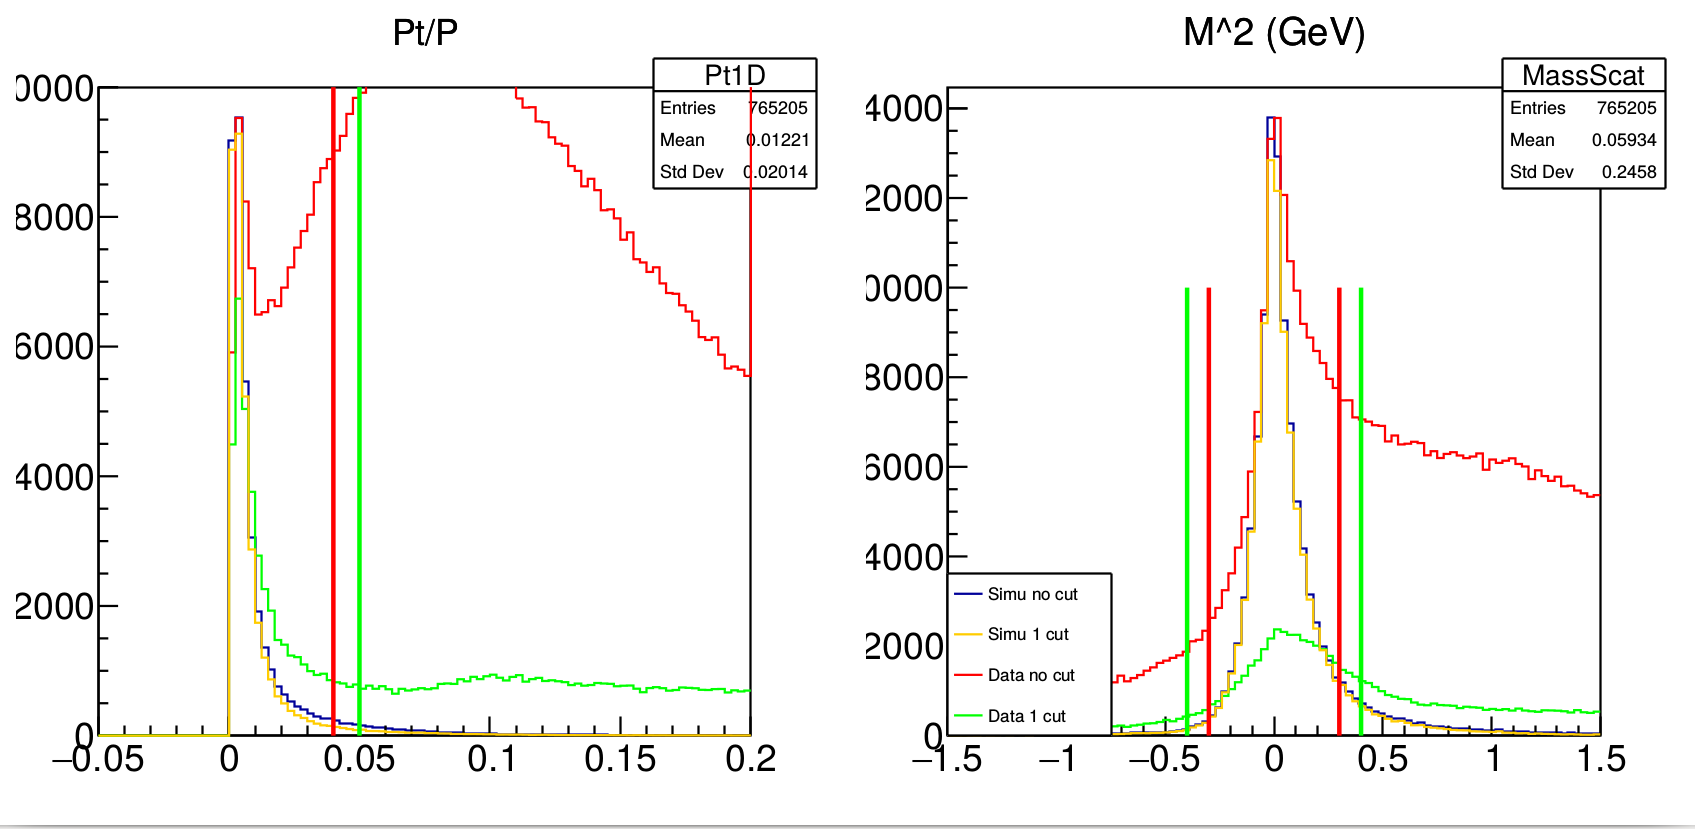 Pt/P
Pt1D
Entries 765205
Mean 0.01221
Std Dev 0.02014
0000
8000
6000
4000
2000
0
−0.05 0 0.05 0.1 0.15 0.2
M^2 (GeV)
MassScat
Entries 765205
Mean 0.05934
Std Dev 0.2458
4000
2000
0000
8000
6000
4000
2000
0
Simu no cut
Simu 1 cut
Data no cut
Data 1 cut
−1.5 −1 −0.5 0 0.5 1 1.5